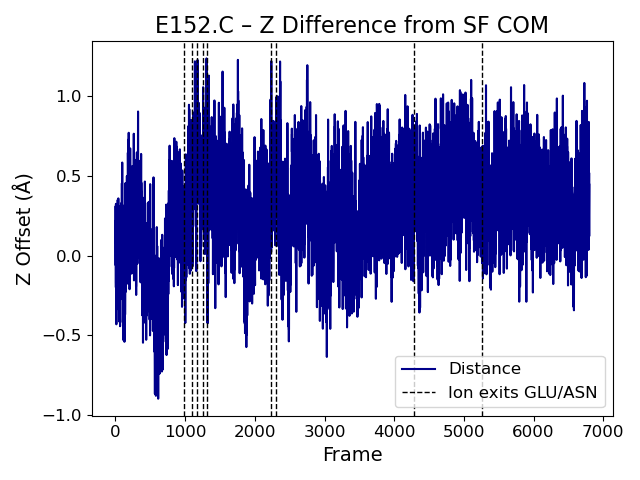 E152.C – Z Difference from SF COM
Z Offset (Å)
1.0
0.5
0.0
−0.5
−1.0
0 1000 2000 3000 4000 5000 6000 7000
Frame
Distance
Ion exits GLU/ASN